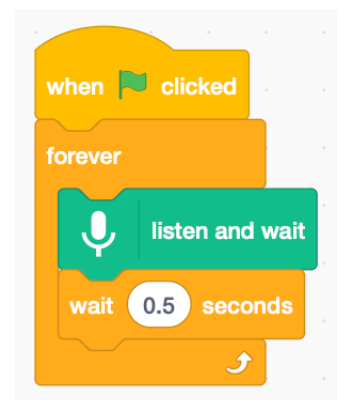 when clicked
forever
listen and wait
wait 0.5 seconds